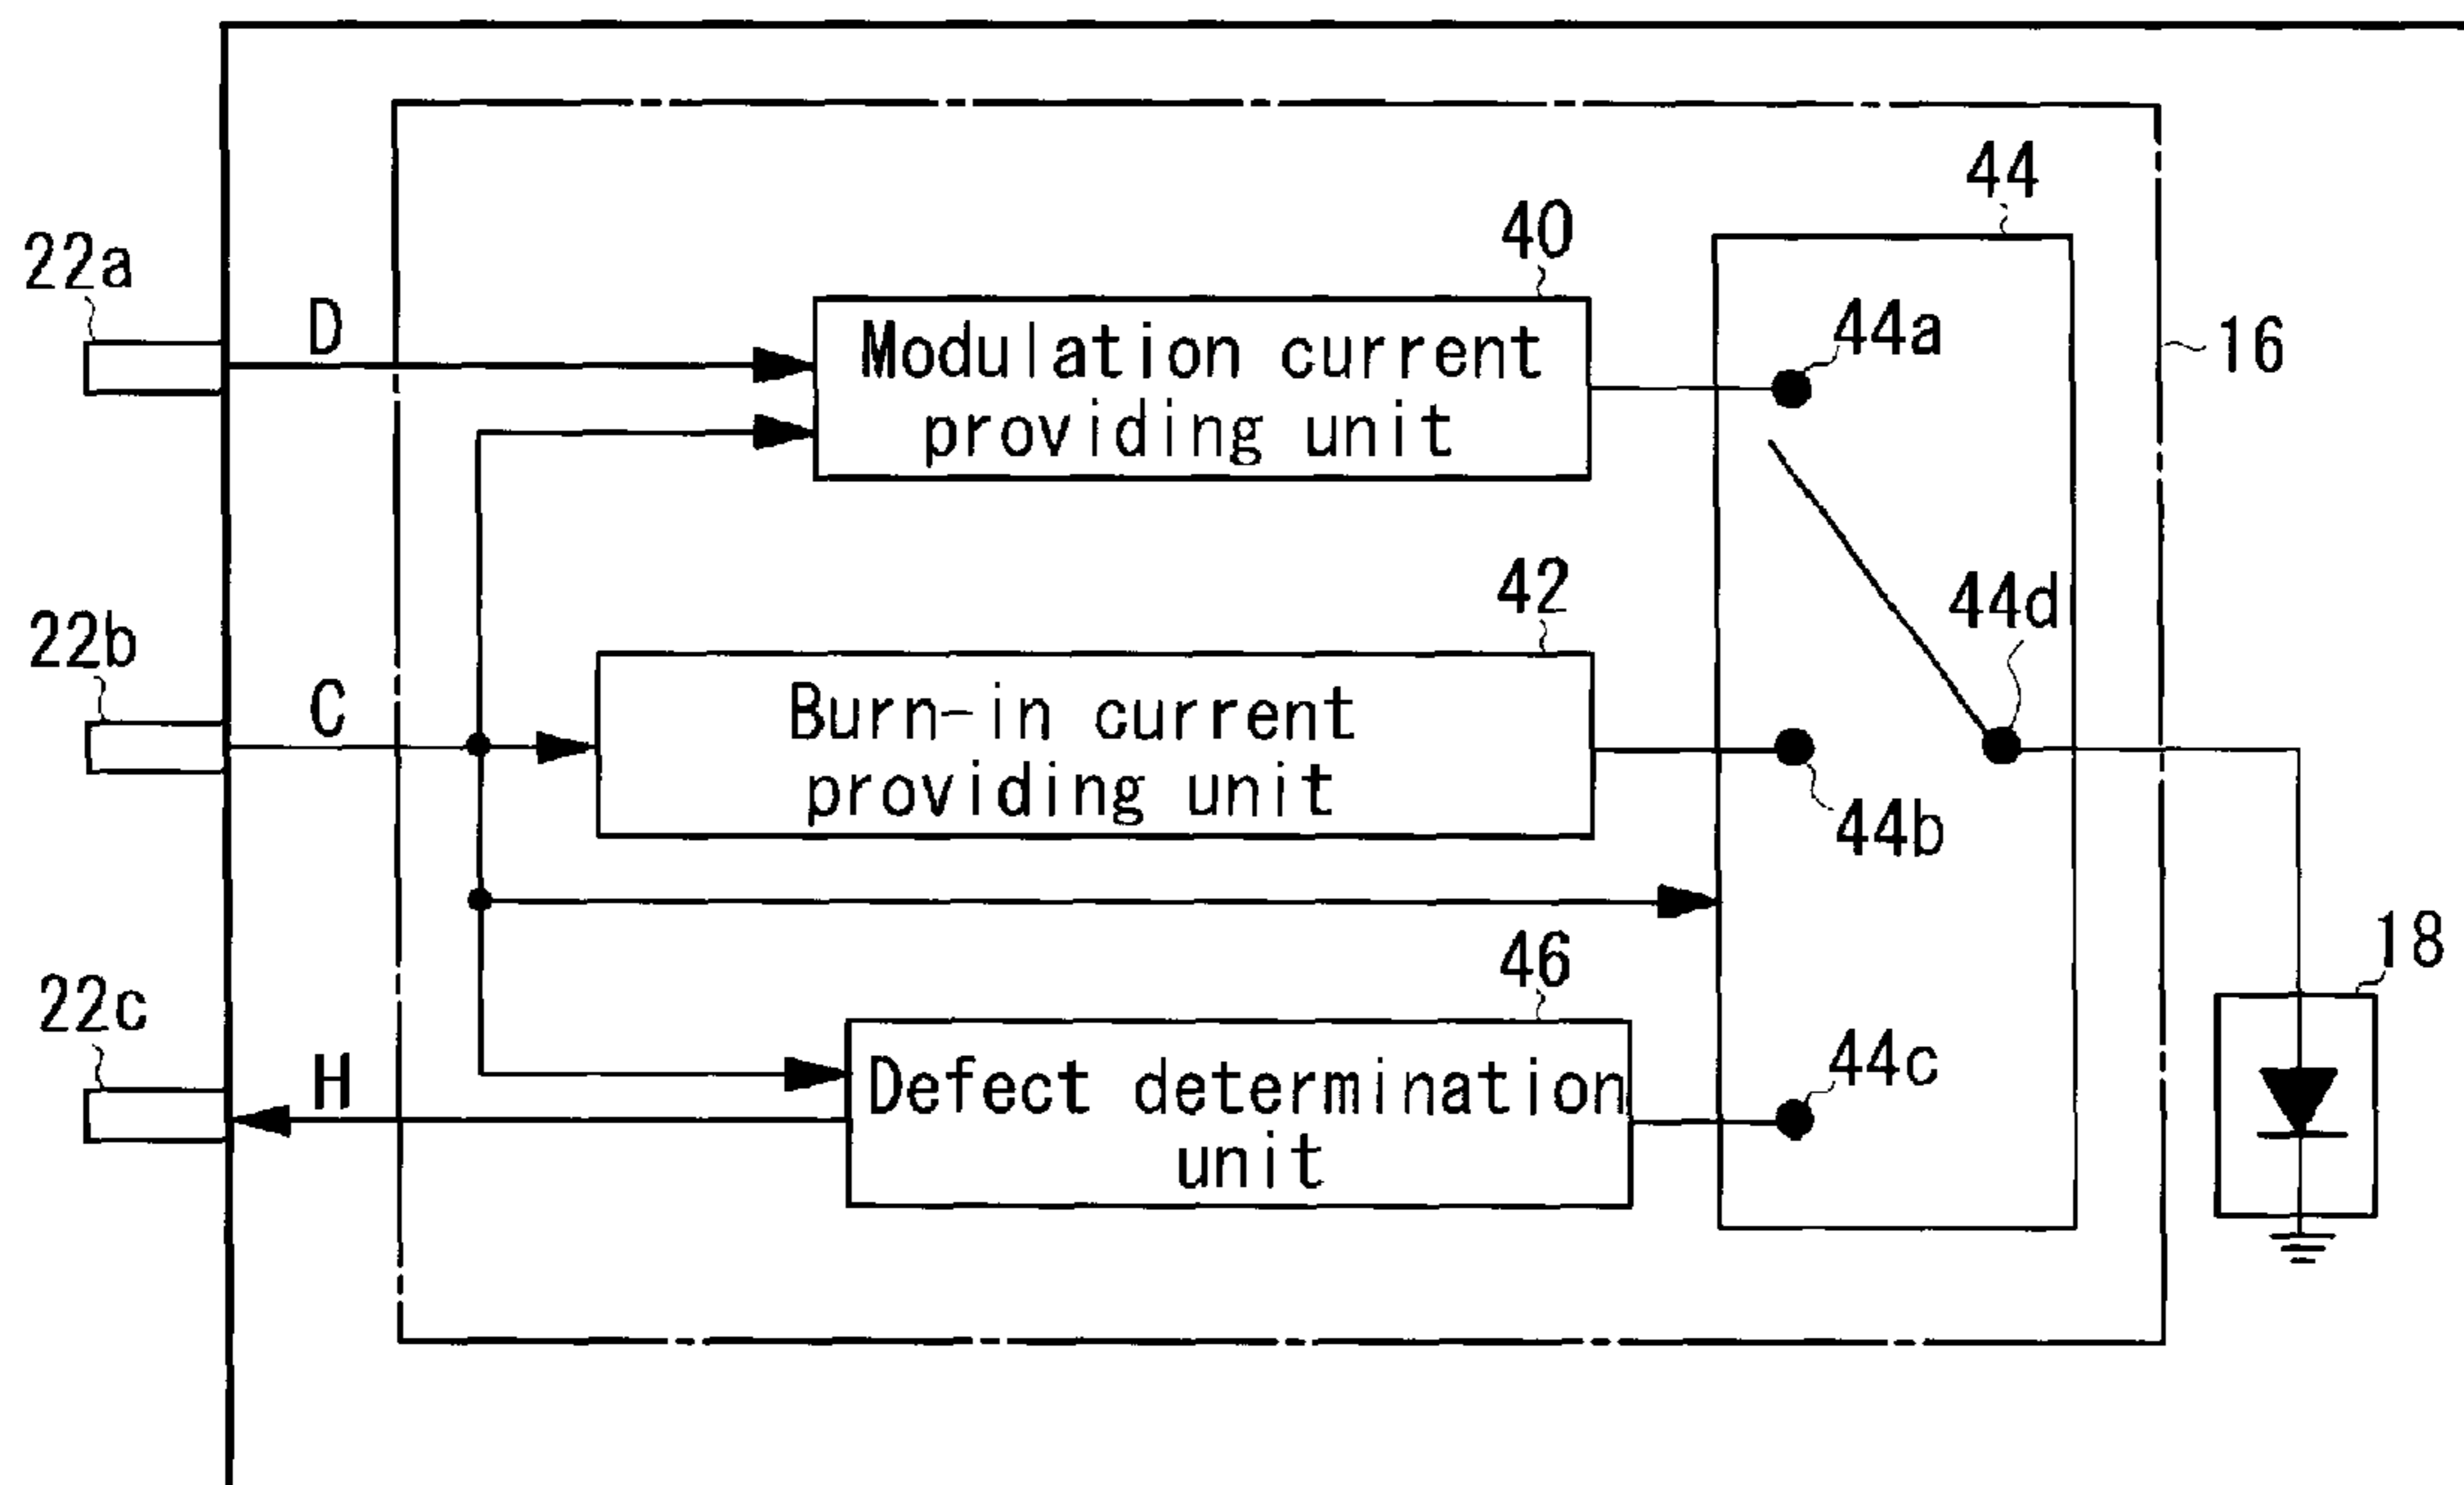 44
40
22a
D
Modulation current
providing unit
44a
16
42
44d
22b
C
Burn-in current
providing unit
44b
46
18
22c
H
Defect determination
unit
44c